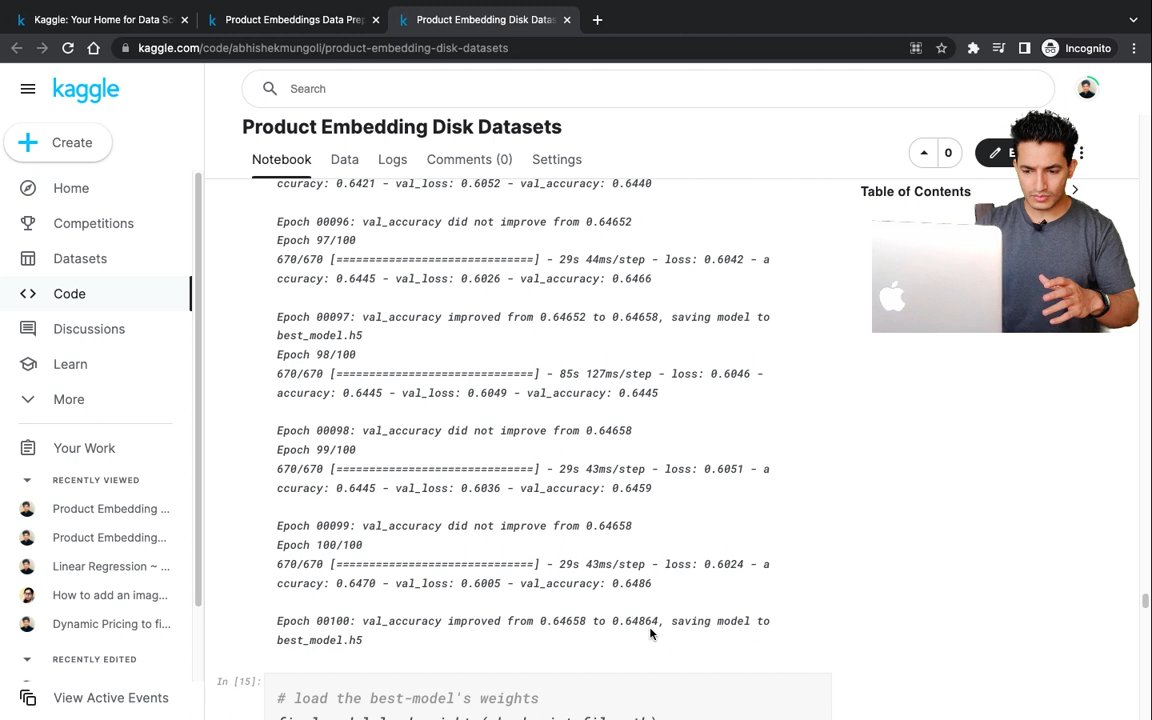 Kaggle: Your Home for Data Sc
Product Embeddings Data Prep
Product Embedding Disk Datas
kaggle.com/code/abhishekmungoli/product-embedding-disk-datasets
Incognito
kaggle
Search
Create
Product Embedding Disk Datasets
Notebook Data Logs Comments (0) Settings
0
Table of Contents
Home
Competitions
Datasets
Code
Discussions
Learn
More
Your Work
RECENTLY VIEWED
Product Embedding ...
Product Embedding...
Linear Regression ~ ...
How to add an imag...
Dynamic Pricing to fi...
RECENTLY EDITED
View Active Events
ccuracy: 0.6421 - val_loss: 0.6052 - val_accuracy: 0.6440
Epoch 00096: val_accuracy did not improve from 0.64652
Epoch 97/100
670/670 [==============================] - 29s 44ms/step - loss: 0.6042 - a
ccuracy: 0.6445 - val_loss: 0.6026 - val_accuracy: 0.6466
Epoch 00097: val_accuracy improved from 0.64652 to 0.64658, saving model to
best_model.h5
Epoch 98/100
670/670 [==============================] - 85s 127ms/step - loss: 0.6046 -
accuracy: 0.6445 - val_loss: 0.6049 - val_accuracy: 0.6445
Epoch 00098: val_accuracy did not improve from 0.64658
Epoch 99/100
670/670 [==============================] - 29s 43ms/step - loss: 0.6051 - a
ccuracy: 0.6445 - val_loss: 0.6036 - val_accuracy: 0.6459
Epoch 00099: val_accuracy did not improve from 0.64658
Epoch 100/100
670/670 [==============================] - 29s 43ms/step - loss: 0.6024 - a
ccuracy: 0.6470 - val_loss: 0.6005 - val_accuracy: 0.6486
Epoch 00100: val_accuracy improved from 0.64658 to 0.64864, saving model to
best_model.h5
In [15]:
# load the best-model's weights